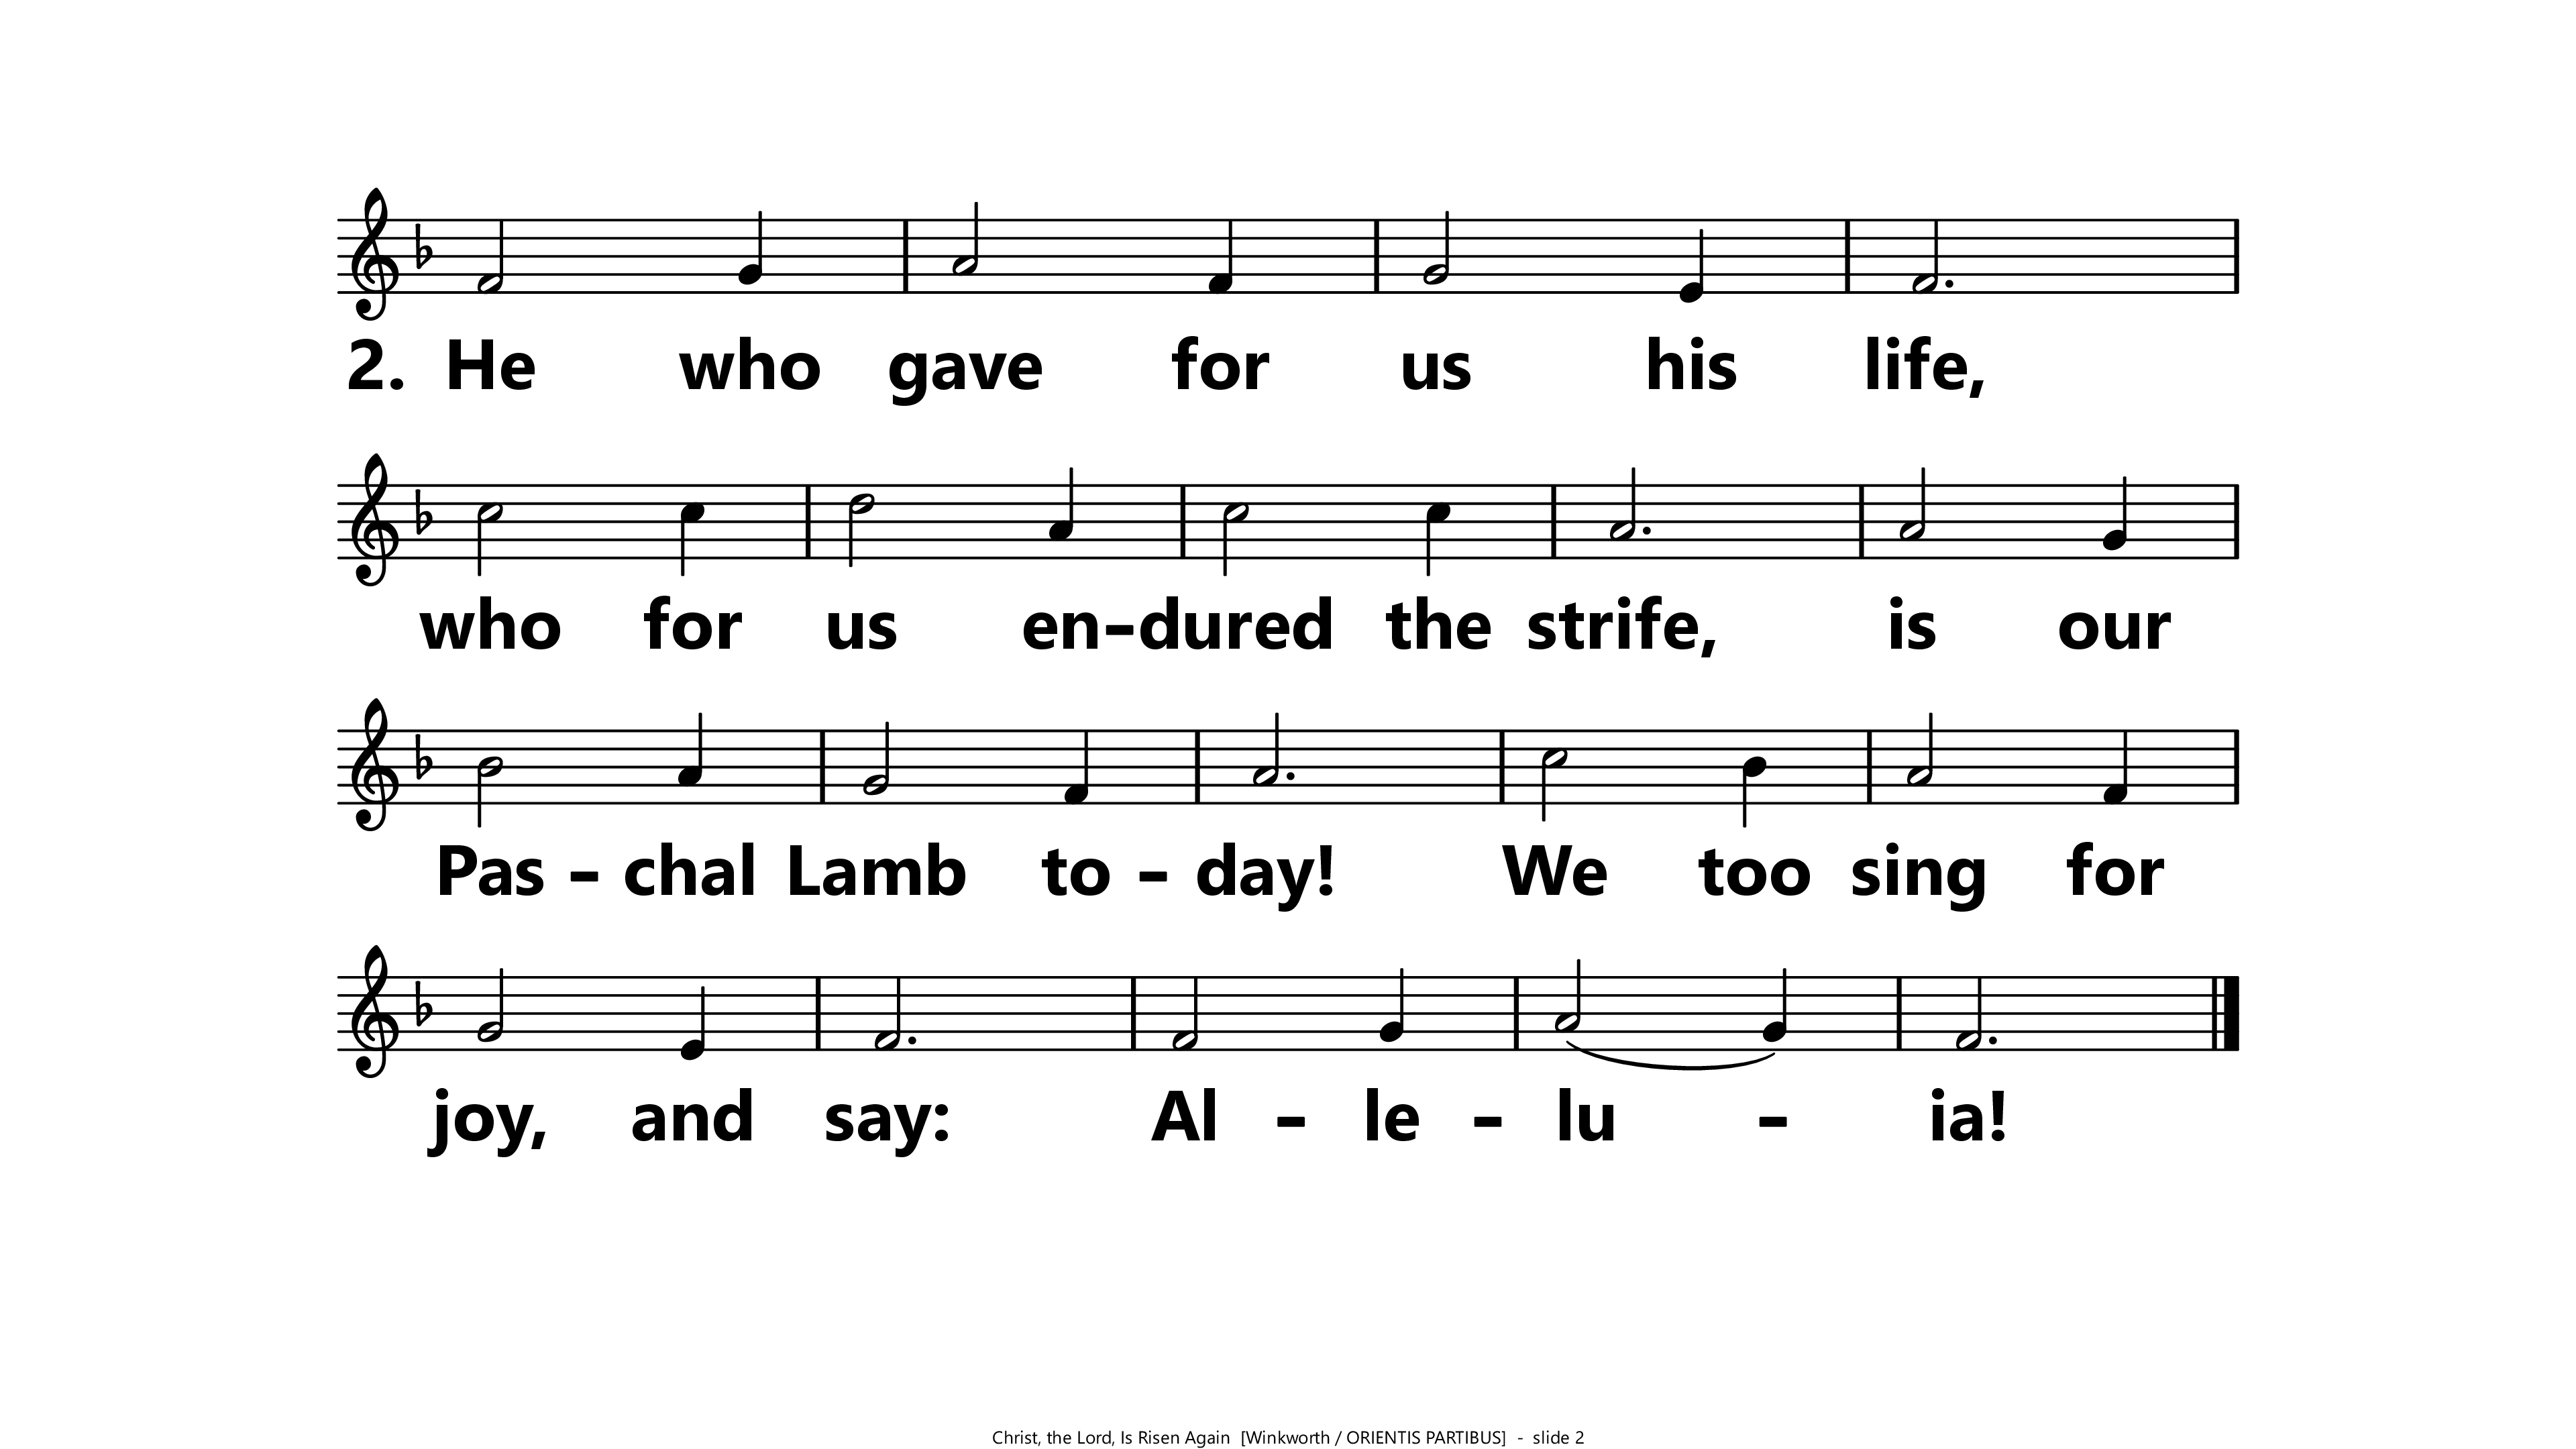 2. He who gave for us his life,
who for us en-dured the strife, is our
Pas - chal Lamb to - day! We too sing for
joy, and say: Al - le - lu - ia!
Christ, the Lord, Is Risen Again [Winkworth / ORIENTIS PARTIBUS] - slide 2